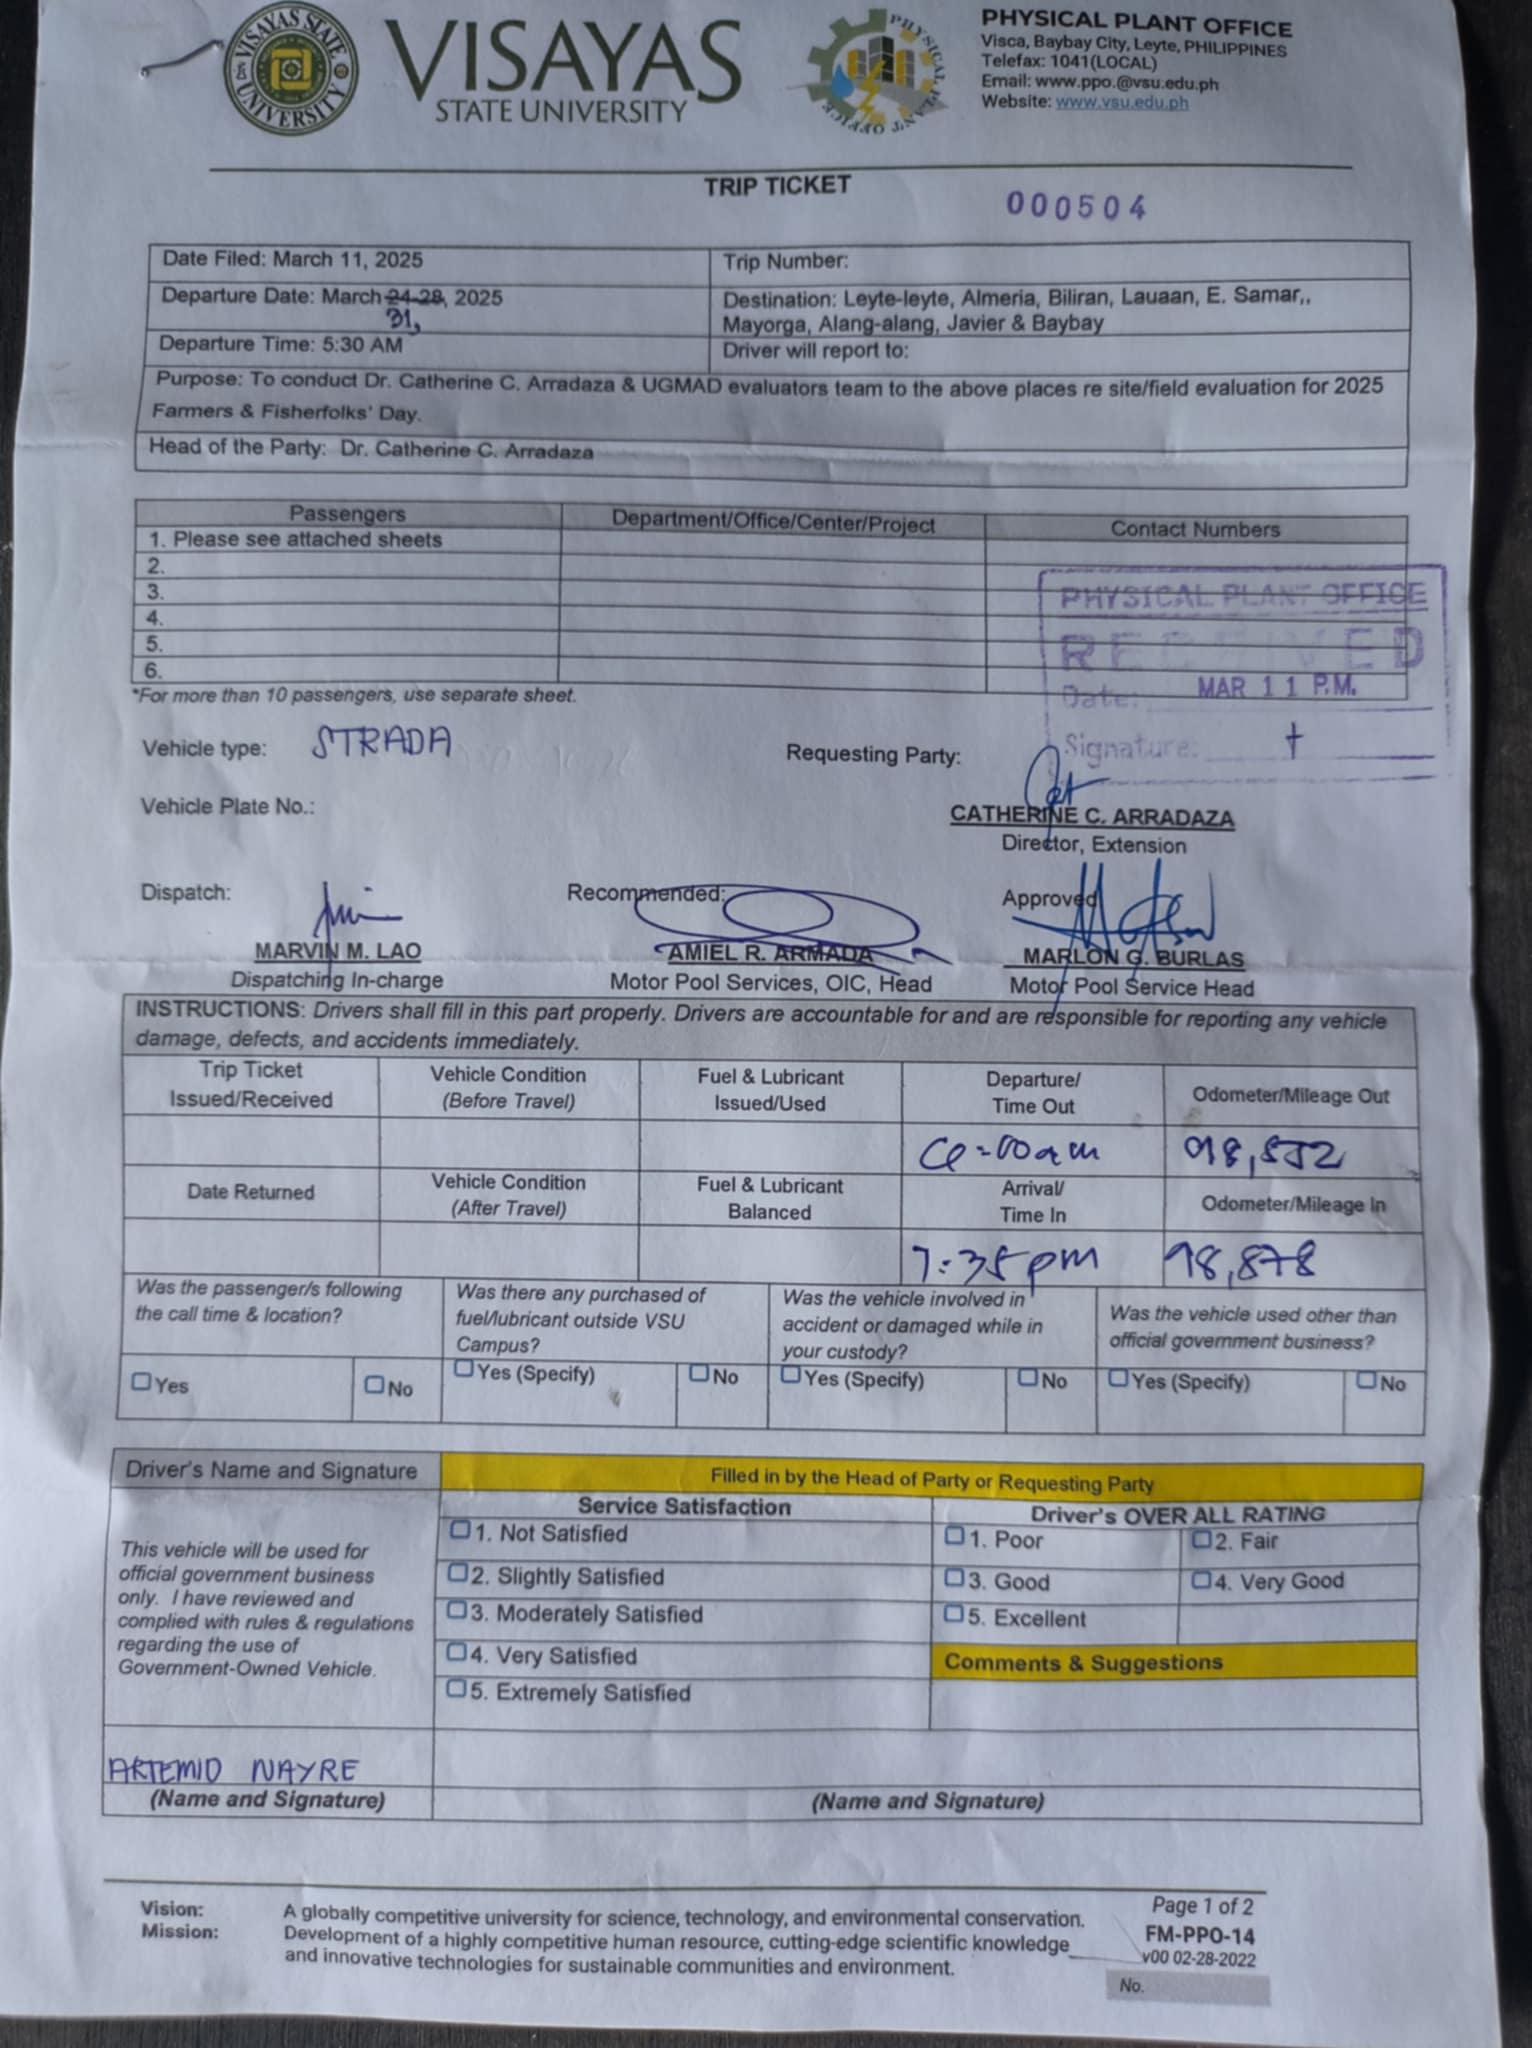 VISAYAS STATE UNIVERSITY
VISAYAS
STATE UNIVERSITY
PHYSICAL PLANT OFFICE
PHYSICAL PLANT OFFICE
Visca, Baybay City, Leyte, PHILIPPINES
Telefax: 1041(LOCAL)
Email: www.ppo.@vsu.edu.ph
Website: www.vsu.edu.ph
TRIP TICKET
000504
Date Filed: March 11, 2025
Trip Number:
Departure Date: March 24-28, 2025
31,
Destination: Leyte-leyte, Almeria, Biliran, Lauaan, E. Samar,,
Mayorga, Alang-alang, Javier & Baybay
Departure Time: 5:30 AM
Driver will report to:
Purpose: To conduct Dr. Catherine C. Arradaza & UGMAD evaluators team to the above places re site/field evaluation for 2025
Farmers & Fisherfolks' Day.
Head of the Party: Dr. Catherine C. Arradaza
Passengers Department/Office/Center/Project Contact Numbers
1. Please see attached sheets
2.
3.
4.
5.
6.
PHYSICAL PLANT OFFICE
RECEIVED
Date: MAR 11 P.M.
Signature:
*For more than 10 passengers, use separate sheet.
Vehicle type: STRADA
Requesting Party:
Vehicle Plate No.:
CATHERINE C. ARRADAZA
Director, Extension
Dispatch: Recommended: Approved
MARVIN M. LAO AMIEL R. ARMADA MARLON G. BURLAS
Dispatching In-charge Motor Pool Services, OIC, Head Motor Pool Service Head
INSTRUCTIONS: Drivers shall fill in this part properly. Drivers are accountable for and are responsible for reporting any vehicle
damage, defects, and accidents immediately.
Trip Ticket Vehicle Condition Fuel & Lubricant Departure/ Odometer/Mileage Out
Issued/Received (Before Travel) Issued/Used Time Out
:00am 98,552
Date Returned Vehicle Condition Fuel & Lubricant Arrival/ Odometer/Mileage In
(After Travel) Balanced Time In
7:35pm 98,878
Was the passenger/s following
the call time & location?
Was there any purchased of
fuel/lubricant outside VSU
Campus?
Was the vehicle involved in
accident or damaged while in
your custody?
Was the vehicle used other than
official government business?
Yes No Yes (Specify) No Yes (Specify) No Yes (Specify) No
Driver's Name and Signature
Filled in by the Head of Party or Requesting Party
Service Satisfaction Driver's OVER ALL RATING
This vehicle will be used for
official government business
only. I have reviewed and
complied with rules & regulations
regarding the use of
Government-Owned Vehicle.
1. Not Satisfied
2. Slightly Satisfied
3. Moderately Satisfied
4. Very Satisfied
5. Extremely Satisfied
1. Poor 2. Fair
3. Good 4. Very Good
5. Excellent
Comments & Suggestions
ARTEMIO NAYRE
(Name and Signature) (Name and Signature)
Vision: A globally competitive university for science, technology, and environmental conservation.
Mission: Development of a highly competitive human resource, cutting-edge scientific knowledge
and innovative technologies for sustainable communities and environment.
Page 1 of 2
FM-PPO-14
v00 02-28-2022
No.